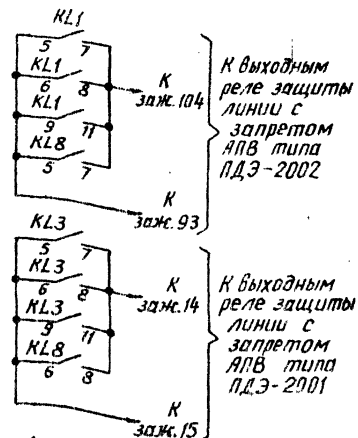 KL1
5 7
KL1
6 8
К
заж.104
KL1
9 11
KL8
5 7
К
заж.93
К выходным
реле защиты
линии с
запретом
АПВ типа
ПДЭ-2002
KL3
5 7
KL3
6 8
К
заж.14
KL3
9 11
KL8
6 8
К
заж.15
К выходным
реле защиты
линии с
запретом
АПВ типа
ПДЭ-2001